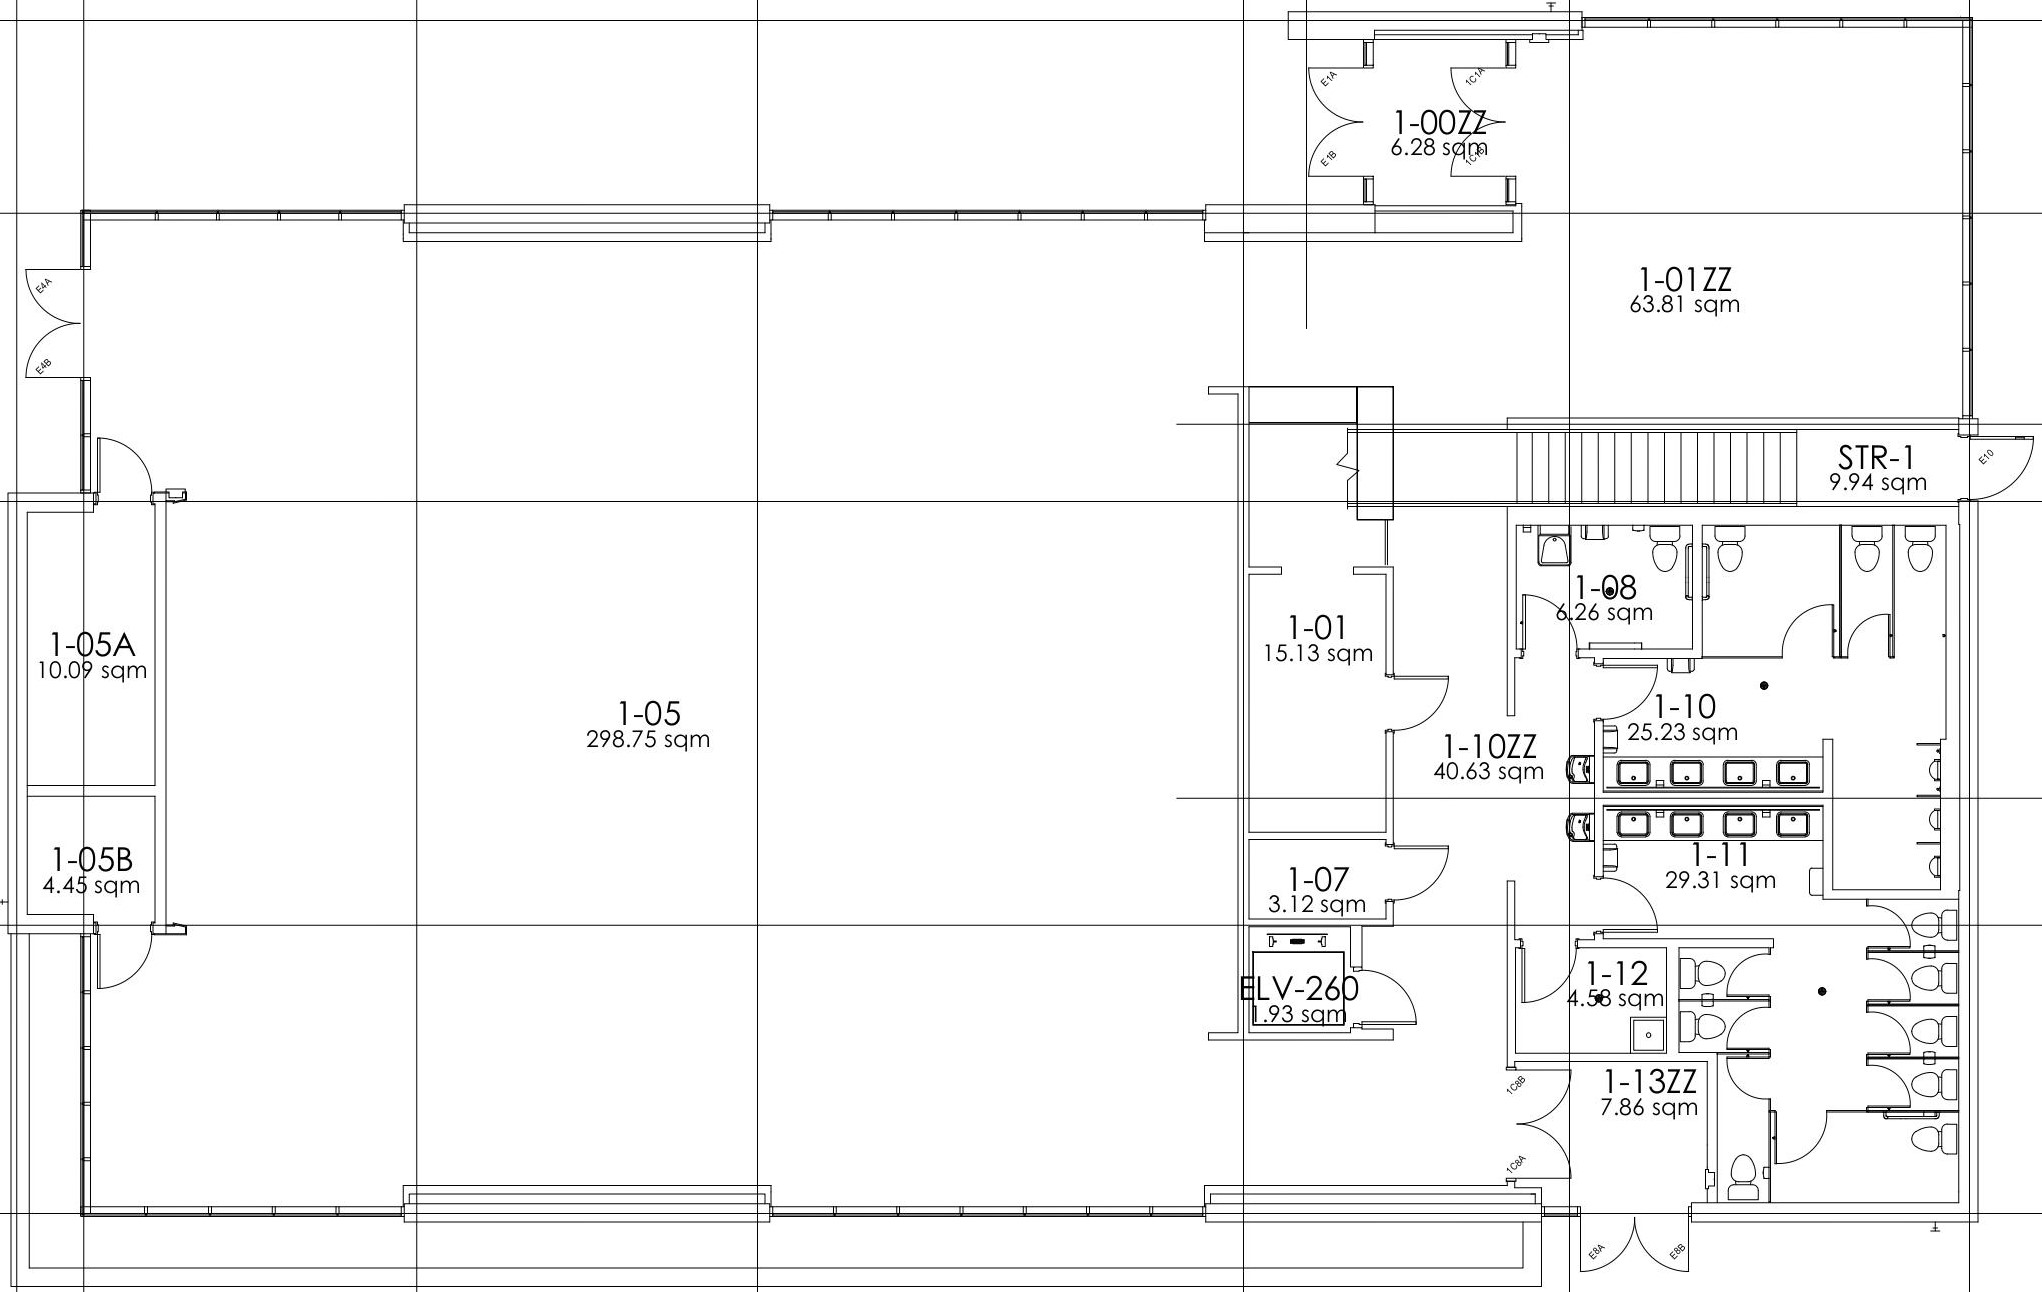 E1A
1C1A
1-00ZZ
6.28 sqm
E1B
1C1B
E4A
1-01ZZ
63.81 sqm
E4B
STR-1
9.94 sqm
E10
1-08
6.26 sqm
1-05A
10.09 sqm
1-01
15.13 sqm
1-05
298.75 sqm
1-10
25.23 sqm
1-10ZZ
40.63 sqm
1-05B
4.45 sqm
1-07
3.12 sqm
1-11
29.31 sqm
ELV-260
1.93 sqm
1-12
4.58 sqm
1C8B
1-13ZZ
7.86 sqm
1C8A
E8A
E8B